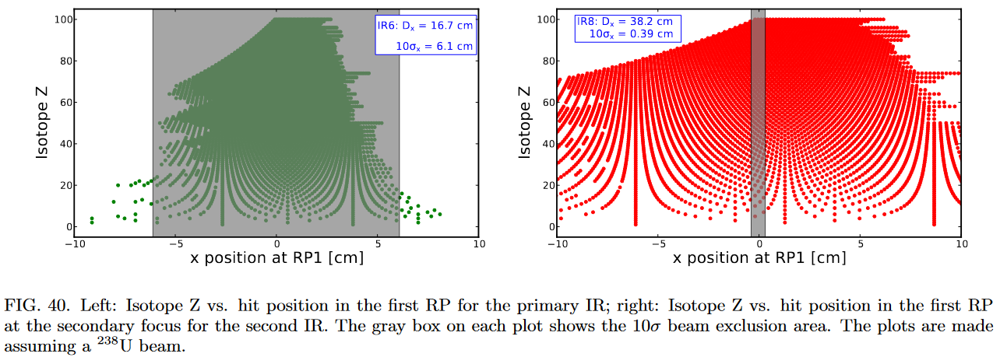 IR6: Dₓ = 16.7 cm
10σₓ = 6.1 cm
Isotope Z
100
80
60
40
20
0
−10
−5
0
5
10
x position at RP1 [cm]
IR8: Dₓ = 38.2 cm
10σₓ = 0.39 cm
Isotope Z
100
80
60
40
20
0
−10
−5
0
5
10
x position at RP1 [cm]
FIG. 40. Left: Isotope Z vs. hit position in the first RP for the primary IR; right: Isotope Z vs. hit position in the first RP
at the secondary focus for the second IR. The gray box on each plot shows the 10σ beam exclusion area. The plots are made
assuming a ²³⁸U beam.